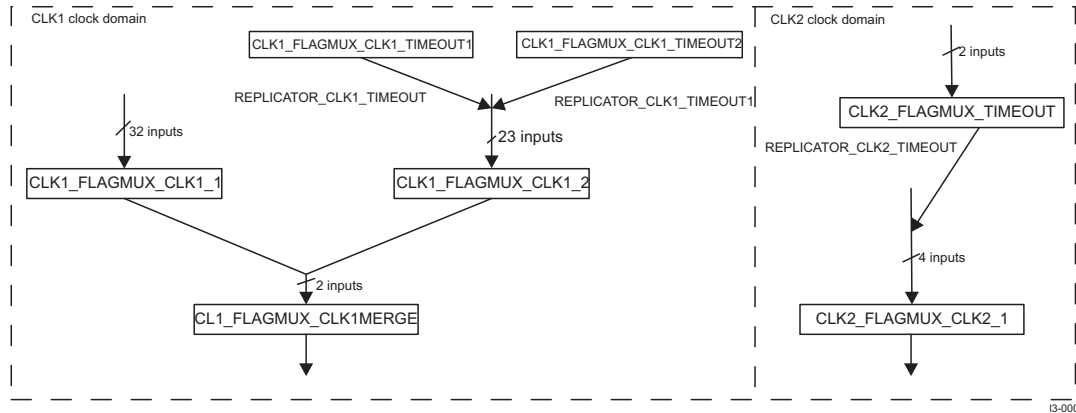 CLK1 clock domain
CLK2 clock domain
CLK1_FLAGMUX_CLK1_TIMEOUT1
CLK1_FLAGMUX_CLK1_TIMEOUT2
2 inputs
REPLICATOR_CLK1_TIMEOUT
REPLICATOR_CLK1_TIMEOUT1
CLK2_FLAGMUX_TIMEOUT
32 inputs
23 inputs
REPLICATOR_CLK2_TIMEOUT
CLK1_FLAGMUX_CLK1_1
CLK1_FLAGMUX_CLK1_2
4 inputs
2 inputs
CL1_FLAGMUX_CLK1MERGE
CLK2_FLAGMUX_CLK2_1